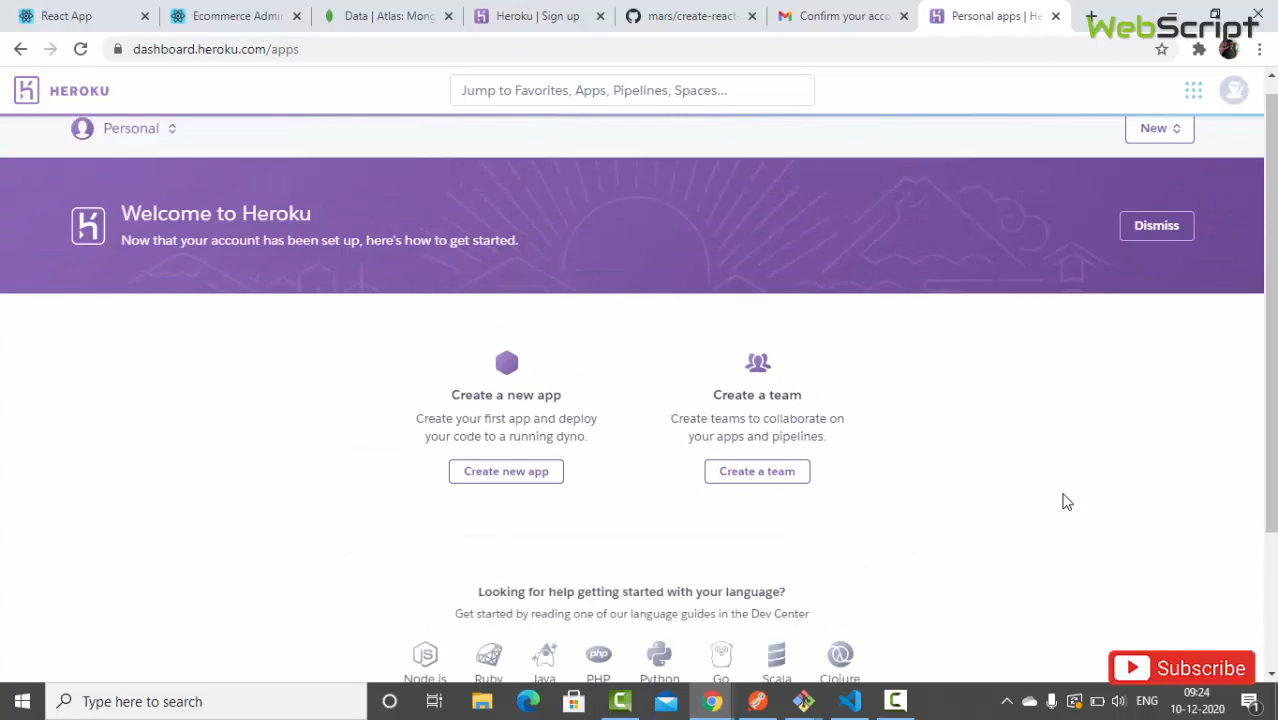 React App
Ecommerce Admi
Data | Atlas: Mong
Heroku | Sign up
mars/create-react-
Confirm your acco
Personal apps | He
WebScript
dashboard.heroku.com/apps
HEROKU
Jump to Favorites, Apps, Pipelines, Spaces...
Personal
New
Welcome to Heroku
Now that your account has been set up, here's how to get started.
Dismiss
Create a new app
Create your first app and deploy
your code to a running dyno.
Create new app
Create a team
Create teams to collaborate on
your apps and pipelines.
Create a team
Looking for help getting started with your language?
Get started by reading one of our language guides in the Dev Center
Node.js
Ruby
Java
PHP
Python
Go
Scala
Clojure
Subscribe
Type here to search
ENG
09:24
10-12-2020